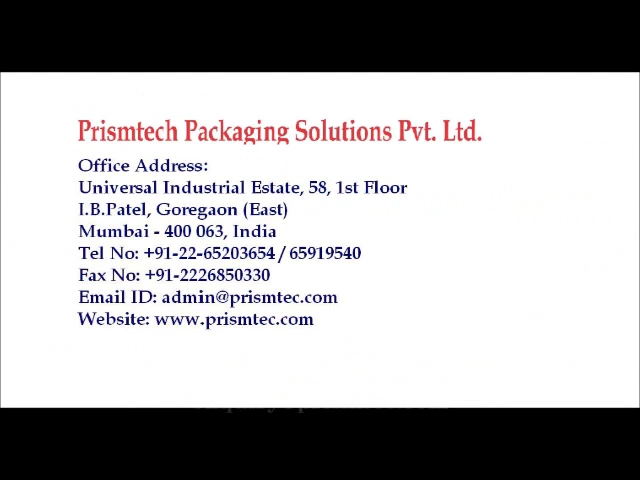 Prismtech Packaging Solutions Pvt. Ltd.
Office Address:
Universal Industrial Estate, 58, 1st Floor
I.B.Patel, Goregaon (East)
Mumbai - 400 063, India
Tel No: +91-22-65203654 / 65919540
Fax No: +91-2226850330
Email ID: admin@prismtec.com
Website: www.prismtec.com